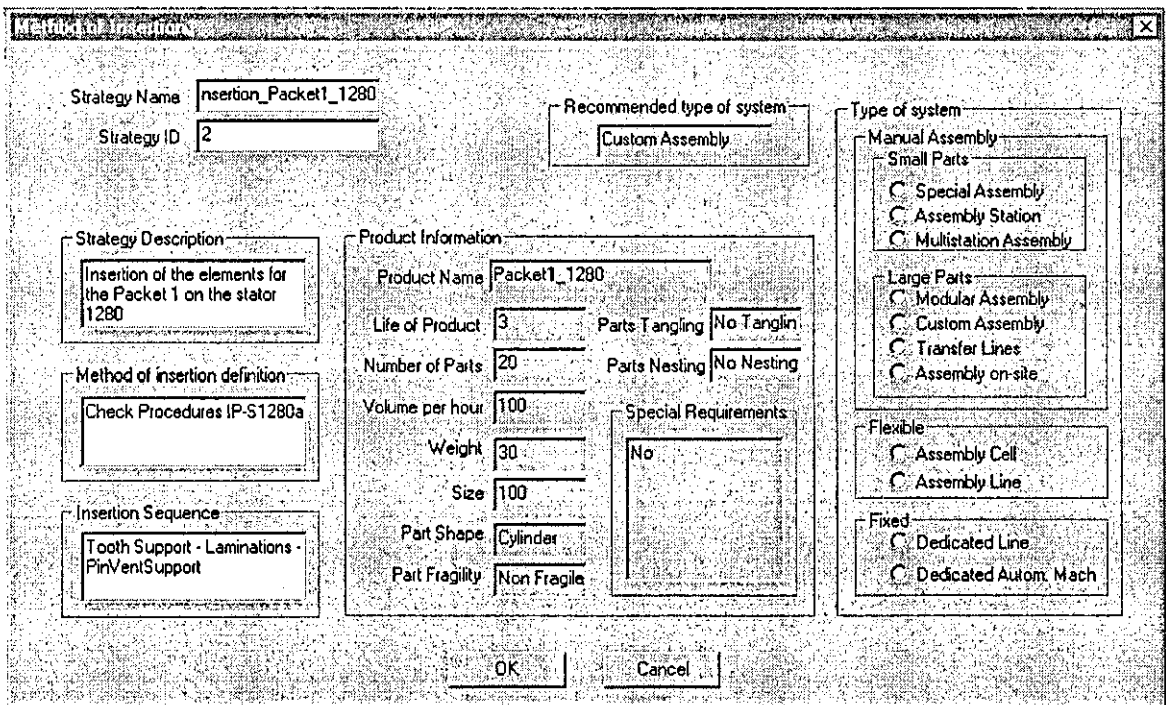 Method of Insertion
Strategy Name nsertion_Packet1_1280
Strategy ID 2
Recommended type of system
Custom Assembly
Type of system
Manual Assembly
Small Parts
Special Assembly
Assembly Station
Multistation Assembly
Large Parts
Modular Assembly
Custom Assembly
Transfer Lines
Assembly on-site
Flexible
Assembly Cell
Assembly Line
Fixed
Dedicated Line
Dedicated Autom. Mach
Strategy Description
Insertion of the elements for
the Packet 1 on the stator
1280
Method of insertion definition
Check Procedures IP-S1280a
Insertion Sequence
Tooth Support - Laminations -
PinVentSupport
Product Information
Product Name Packet1_1280
Life of Product 3
Parts Tangling No Tanglin
Number of Parts 20
Parts Nesting No Nesting
Volume per hour 100
Weight 30
Size 100
Part Shape Cylindar
Part Fragility Non Fragile
Special Requirements
No
OK
Cancel